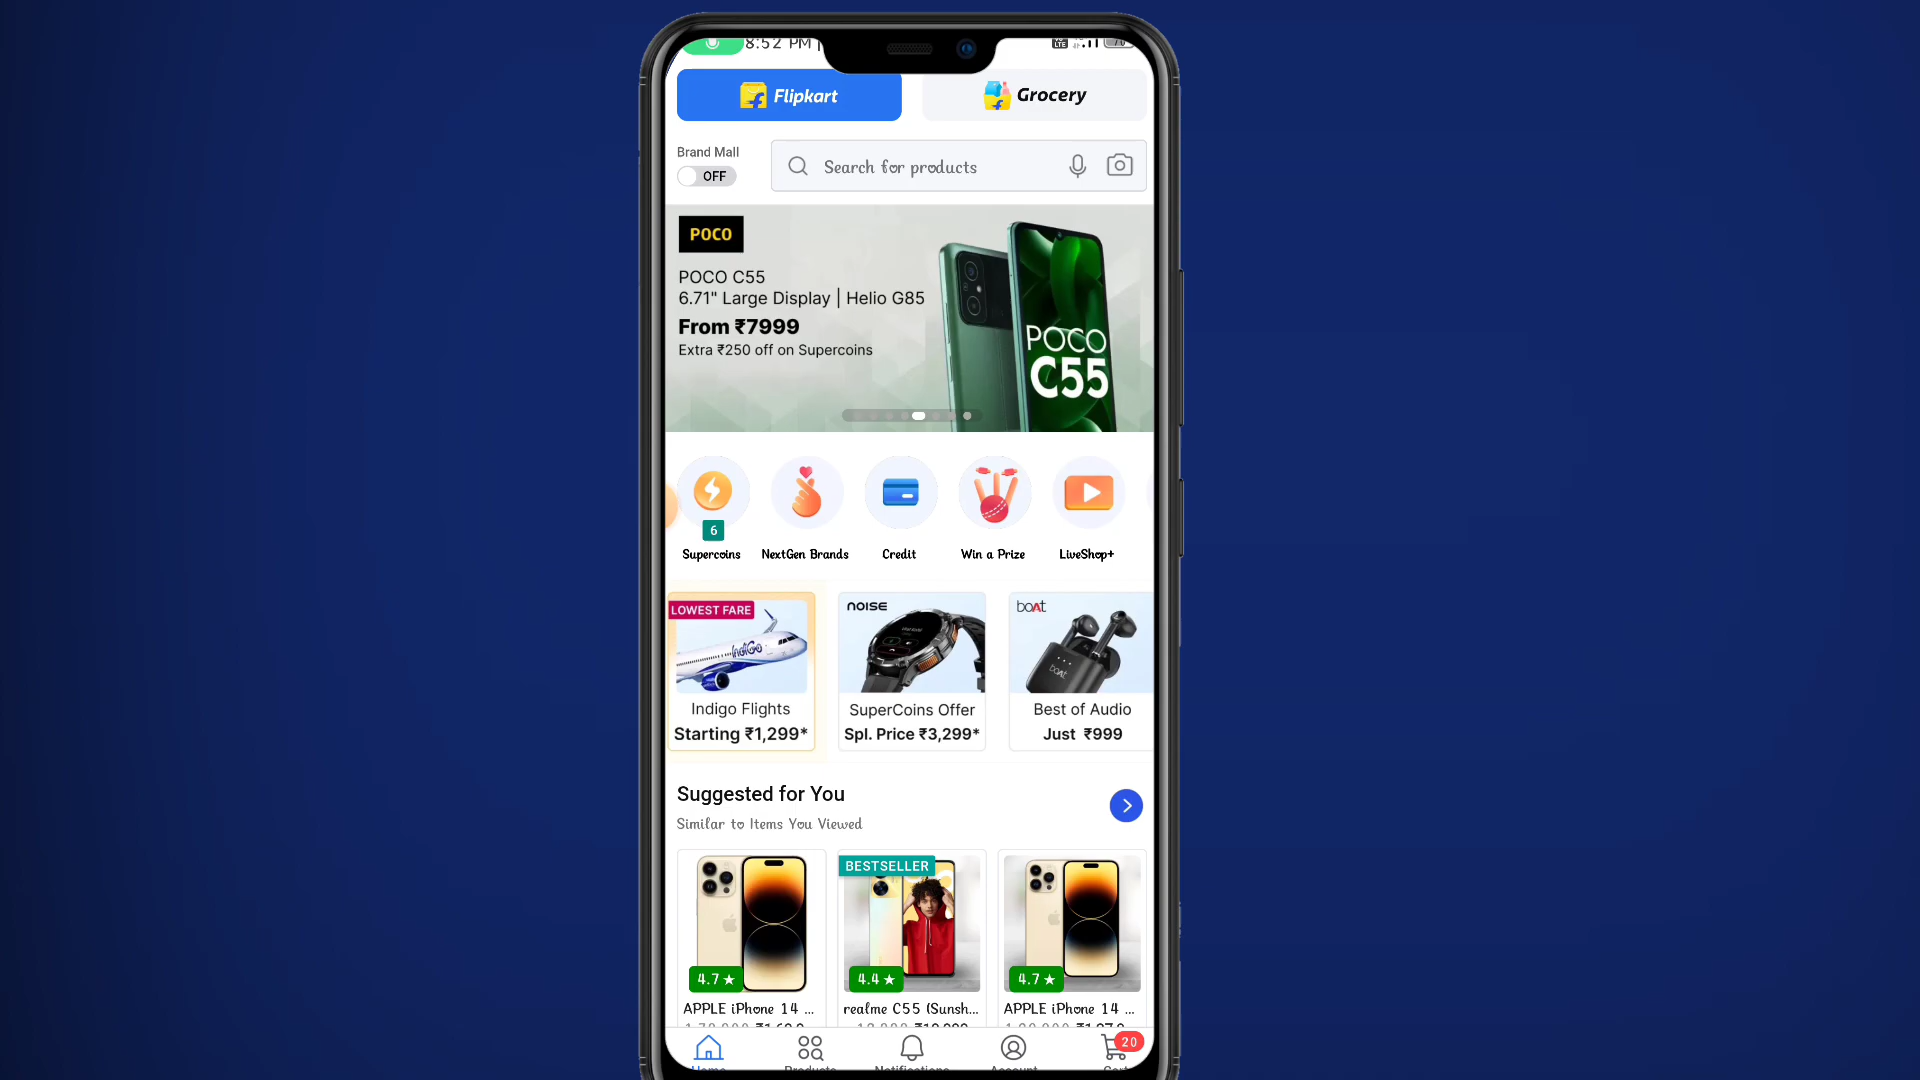 8:52 PM
Flipkart
Grocery
Brand Mall
OFF
Search for products
POCO
POCO C55
6.71" Large Display | Helio G85
From ₹7999
Extra ₹250 off on Supercoins
POCO
C55
6
Supercoins
NextGen Brands
Credit
Win a Prize
LiveShop+
LOWEST FARE
IndiGo
Indigo Flights
Starting ₹1,299*
NOISE
SuperCoins Offer
Spl. Price ₹3,299*
boAt
boAt
Best of Audio
Just ₹999
Suggested for You
Similar to Items You Viewed
BESTSELLER
4.7 ★
4.4 ★
4.7 ★
APPLE iPhone 14 ...
realme C55 (Sunsh...
APPLE iPhone 14 ...
20
Home
Products
Notifications
Account
Cart